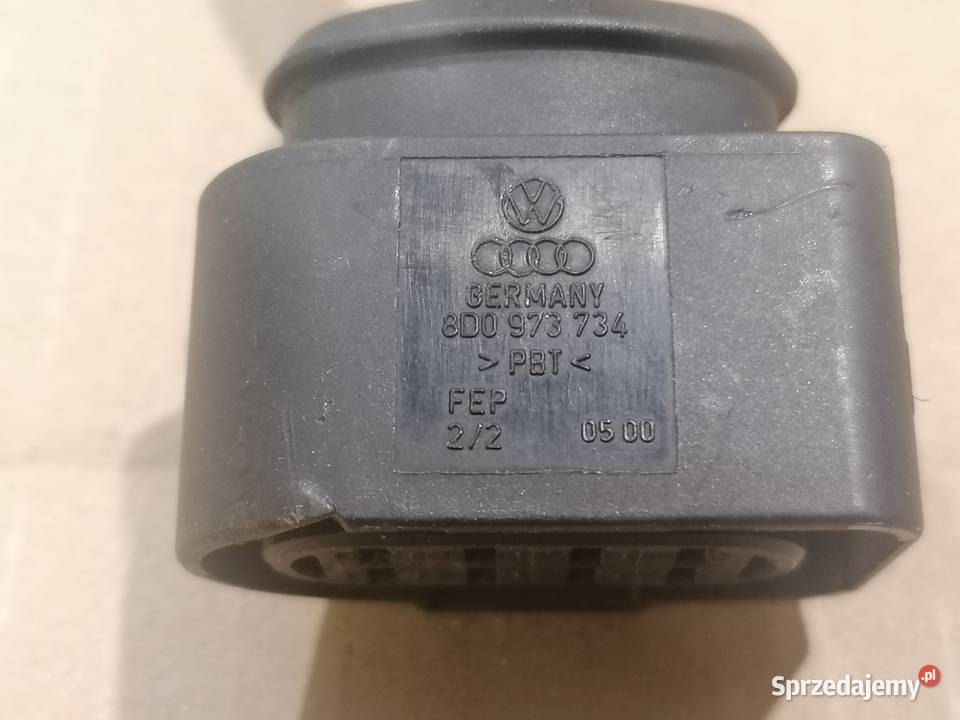 GERMANY
8D0 973 734
> PBT <
FEP
2/2 05 00
Sprzedajemy.pl